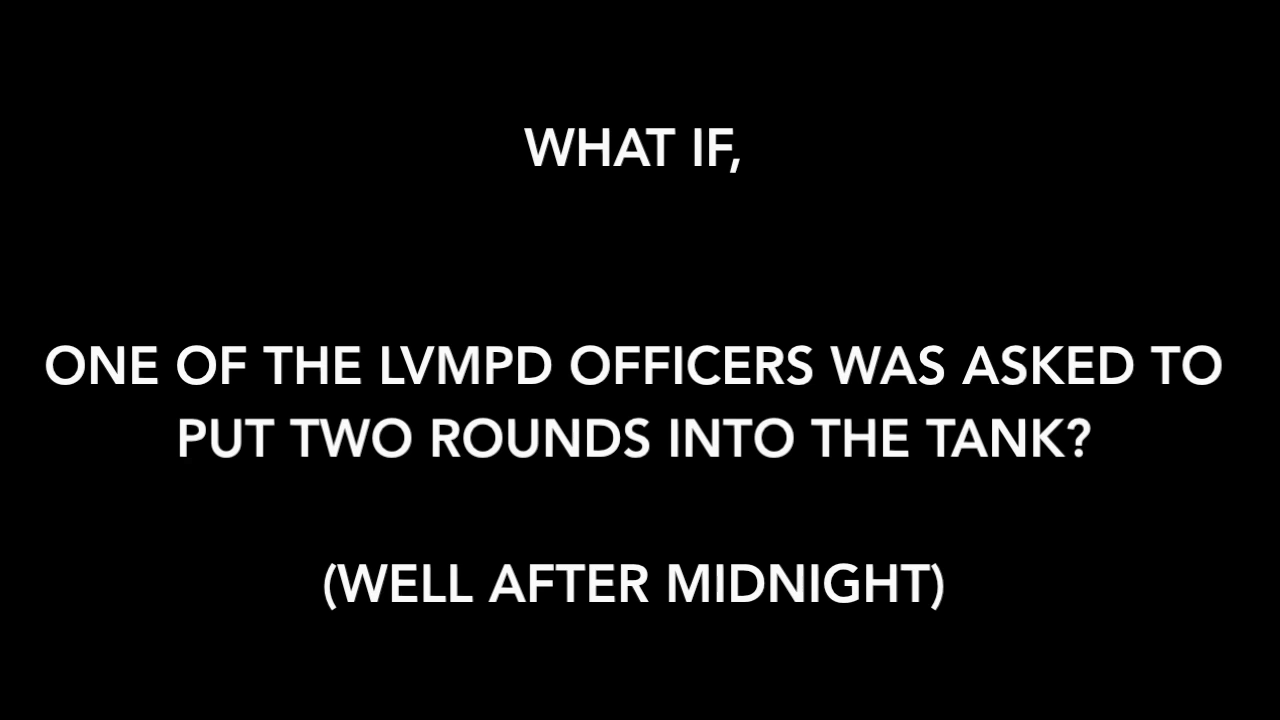 WHAT IF,
ONE OF THE LVMPD OFFICERS WAS ASKED TO
PUT TWO ROUNDS INTO THE TANK?
(WELL AFTER MIDNIGHT)